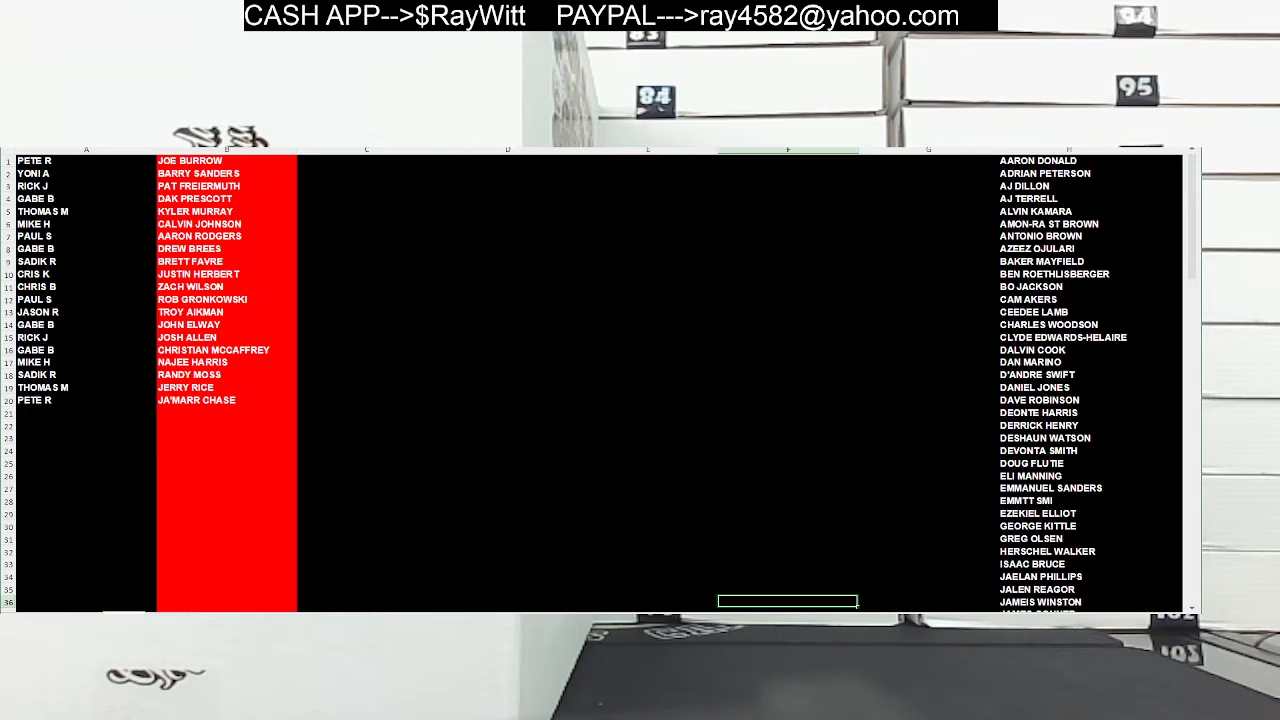 CASH APP-->$RayWitt PAYPAL--->ray4582@yahoo.com
94
83
84
95
A B C D E F G H
1 PETE R JOE BURROW AARON DONALD
2 YONI A BARRY SANDERS ADRIAN PETERSON
3 RICK J PAT FREIERMUTH AJ DILLON
4 GABE B DAK PRESCOTT AJ TERRELL
5 THOMAS M KYLER MURRAY ALVIN KAMARA
6 MIKE H CALVIN JOHNSON AMON-RA ST BROWN
7 PAUL S AARON RODGERS ANTONIO BROWN
8 GABE B DREW BREES AZEEZ OJULARI
9 SADIK R BRETT FAVRE BAKER MAYFIELD
10 CRIS K JUSTIN HERBERT BEN ROETHLISBERGER
11 CHRIS B ZACH WILSON BO JACKSON
12 PAUL S ROB GRONKOWSKI CAM AKERS
13 JASON R TROY AIKMAN CEEDEE LAMB
14 GABE B JOHN ELWAY CHARLES WOODSON
15 RICK J JOSH ALLEN CLYDE EDWARDS-HELAIRE
16 GABE B CHRISTIAN MCCAFFREY DALVIN COOK
17 MIKE H NAJEE HARRIS DAN MARINO
18 SADIK R RANDY MOSS D'ANDRE SWIFT
19 THOMAS M JERRY RICE DANIEL JONES
20 PETE R JA'MARR CHASE DAVE ROBINSON
21 DEONTE HARRIS
22 DERRICK HENRY
23 DESHAUN WATSON
24 DEVONTA SMITH
25 DOUG FLUTIE
26 ELI MANNING
27 EMMANUEL SANDERS
28 EMMTT SMI
29 EZEKIEL ELLIOT
30 GEORGE KITTLE
31 GREG OLSEN
32 HERSCHEL WALKER
33 ISAAC BRUCE
34 JAELAN PHILLIPS
35 JALEN REAGOR
36 JAMEIS WINSTON